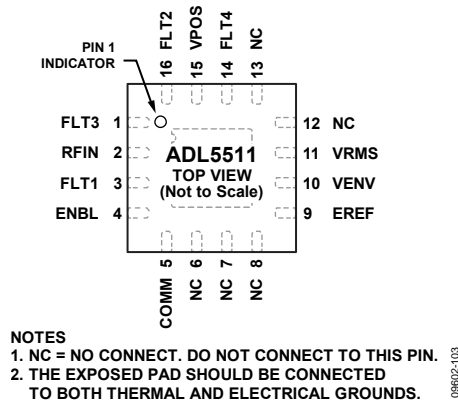 16 FLT2
15 VPOS
14 FLT4
13 NC
PIN 1
INDICATOR
FLT3 1
RFIN 2
FLT1 3
ENBL 4
ADL5511
TOP VIEW
(Not to Scale)
12 NC
11 VRMS
10 VENV
9 EREF
COMM 5
NC 6
NC 7
NC 8
NOTES
1. NC = NO CONNECT. DO NOT CONNECT TO THIS PIN.
2. THE EXPOSED PAD SHOULD BE CONNECTED
TO BOTH THERMAL AND ELECTRICAL GROUNDS.
09602-103